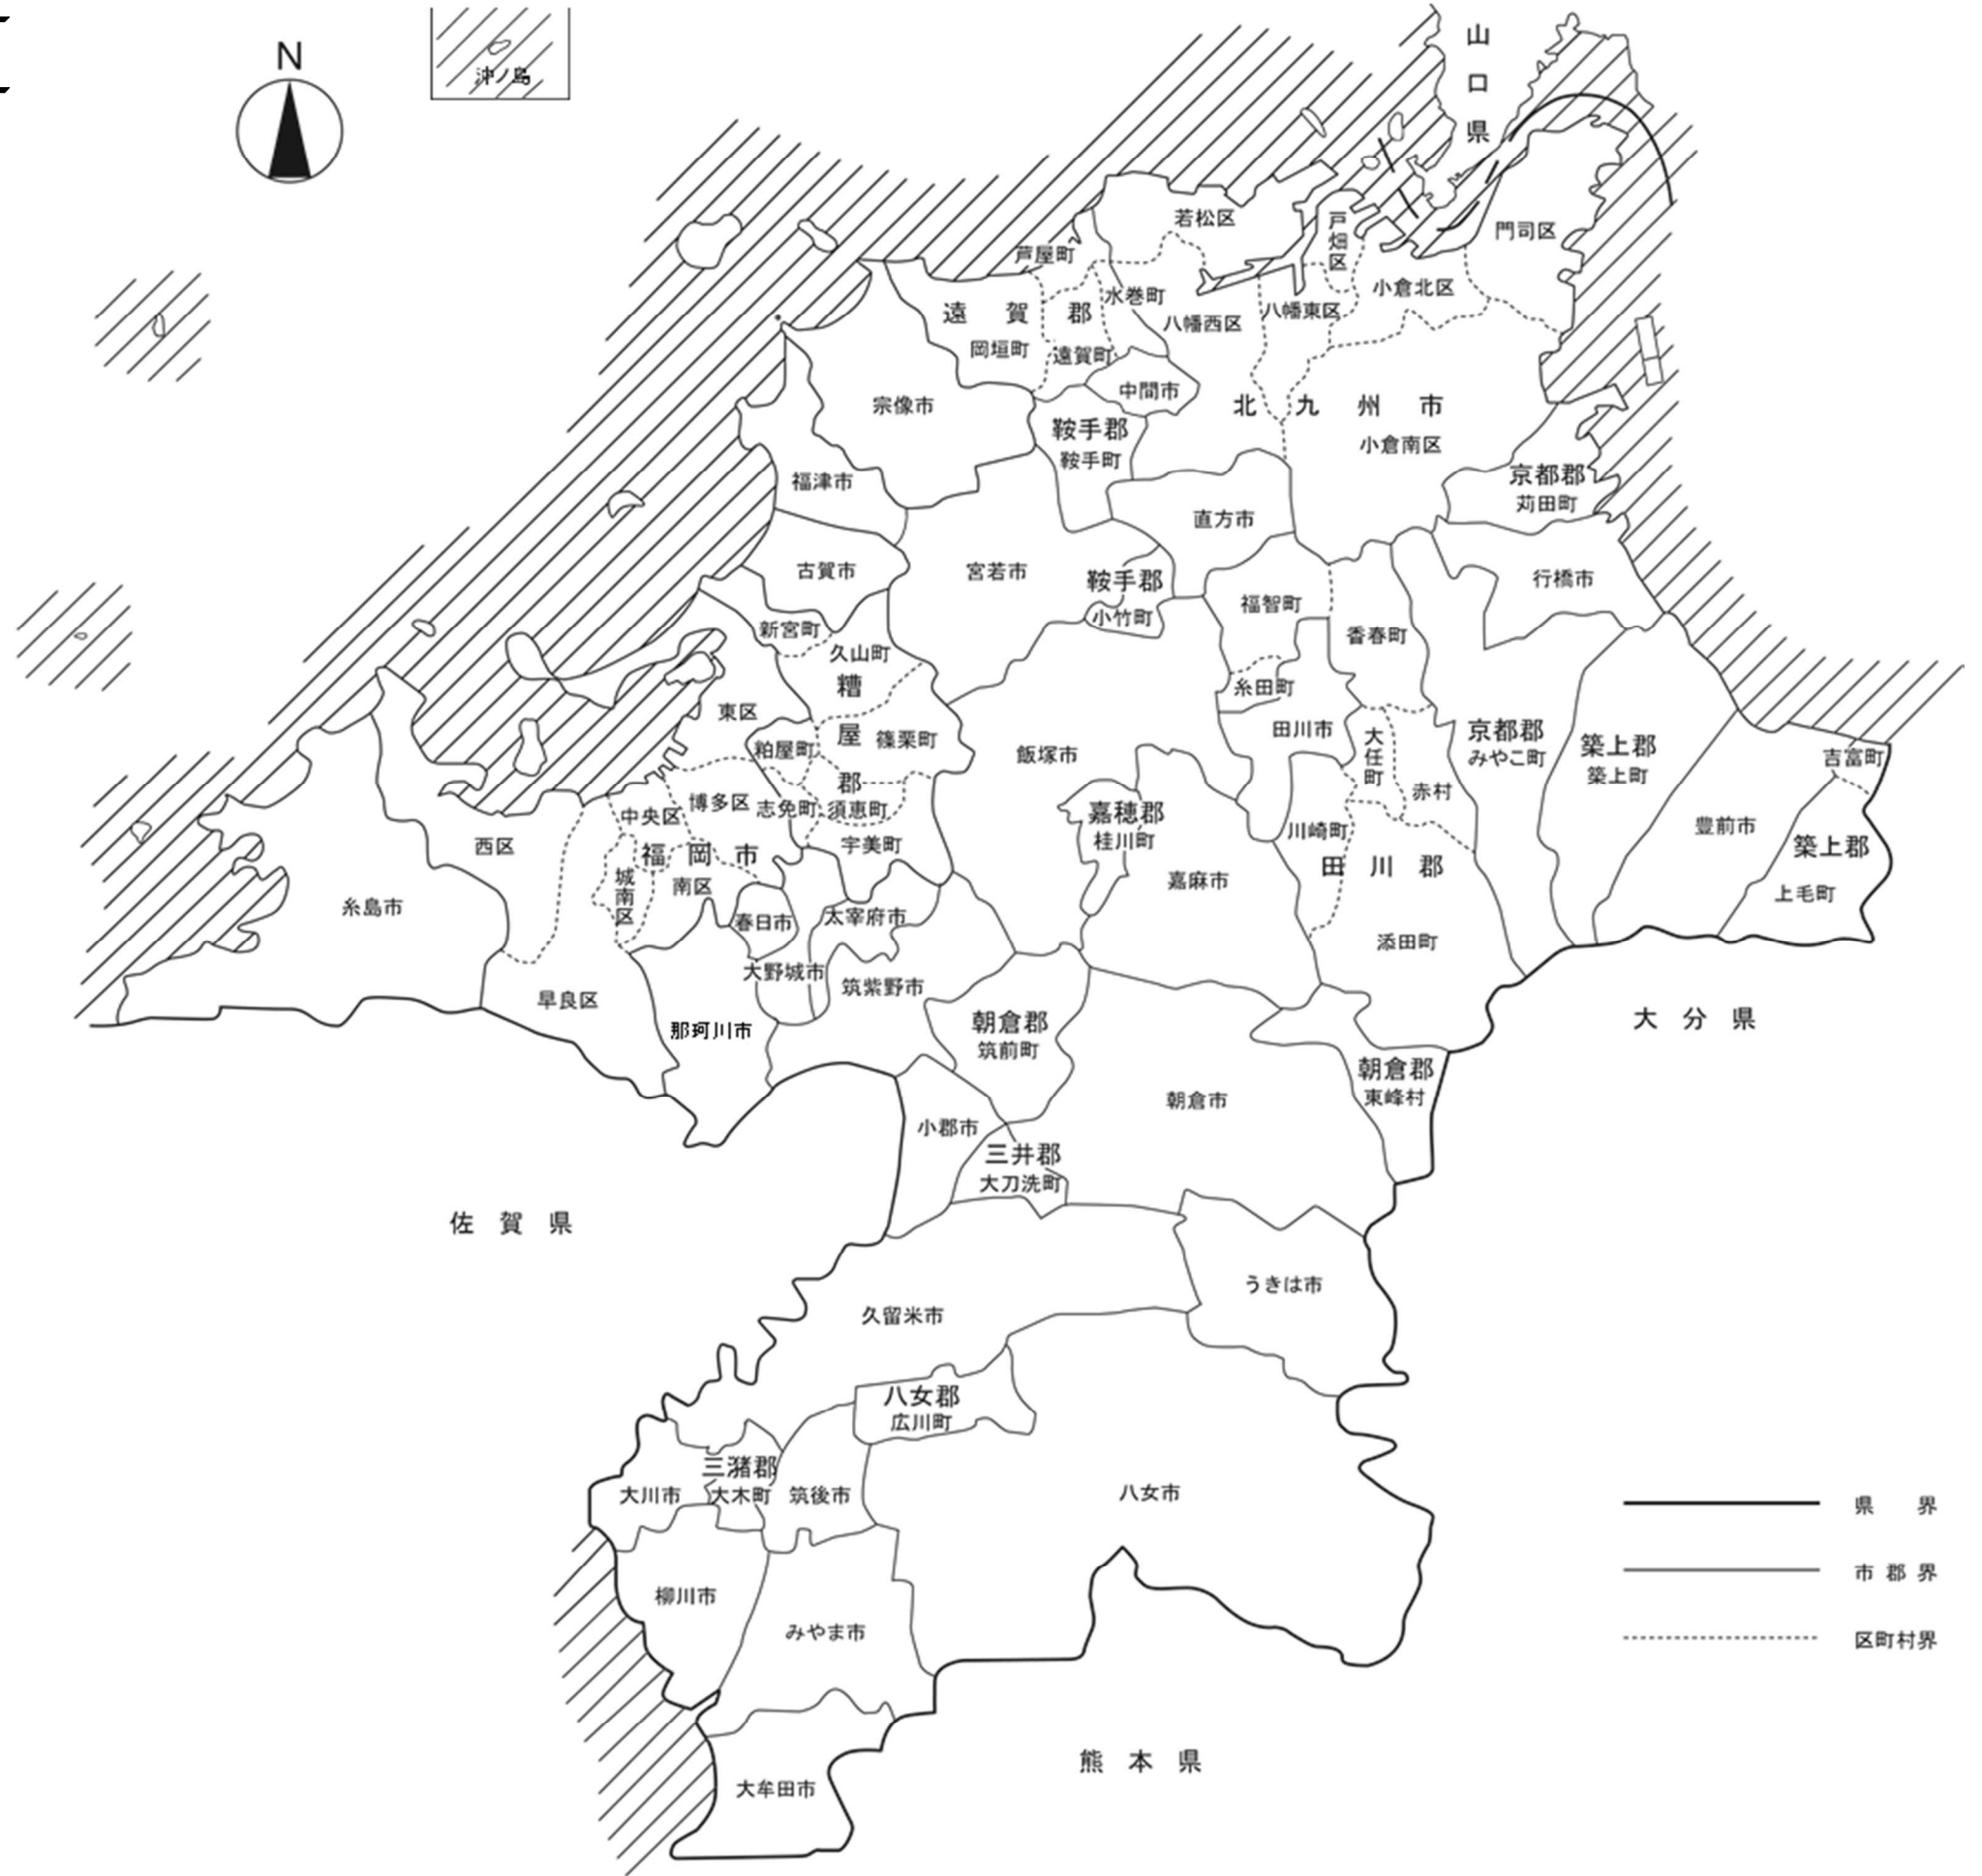 N
沖ノ島
山口県
若松区
戸畑区
門司区
芦屋町
小倉北区
水巻町
遠賀郡
八幡東区
八幡西区
岡垣町
遠賀町
中間市
宗像市
北九州市
鞍手郡
鞍手町
小倉南区
京都郡
苅田町
福津市
直方市
古賀市
宮若市
鞍手郡
小竹町
行橋市
福智町
香春町
新宮町
久山町
糟屋郡
糸田町
東区
篠栗町
粕屋町
飯塚市
田川市
大任町
京都郡
みやこ町
築上郡
築上町
吉富町
赤村
中央区
博多区
志免町
須恵町
嘉穂郡
桂川町
川崎町
豊前市
西区
福岡市
宇美町
築上郡
上毛町
田川郡
嘉麻市
城南区
南区
糸島市
春日市
太宰府市
添田町
大野城市
筑紫野市
早良区
那珂川市
朝倉郡
筑前町
大分県
朝倉郡
東峰村
朝倉市
小郡市
三井郡
大刀洗町
佐賀県
うきは市
久留米市
八女郡
広川町
三潴郡
大川市
大木町
筑後市
八女市
県界
市郡界
柳川市
みやま市
区町村界
熊本県
大牟田市